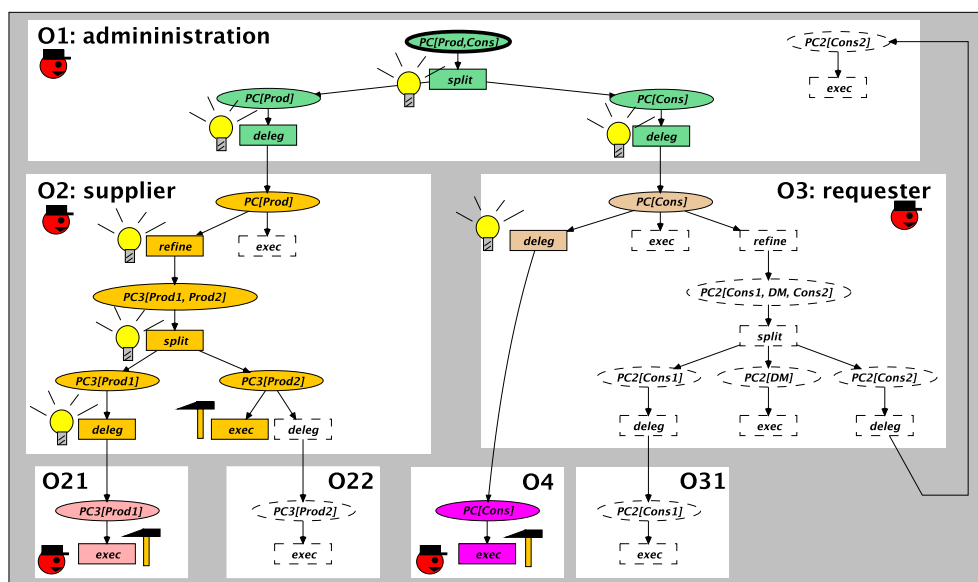 O1: admininistration
PC[Prod,Cons]
PC2[Cons2]
split
exec
PC[Prod]
PC[Cons]
deleg
deleg
O2: supplier
O3: requester
PC[Prod]
PC[Cons]
refine
exec
deleg
exec
refine
PC3[Prod1, Prod2]
PC2[Cons1, DM, Cons2]
split
split
PC3[Prod1]
PC3[Prod2]
PC2[Cons1]
PC2[DM]
PC2[Cons2]
deleg
exec
deleg
deleg
exec
deleg
O21
O22
O4
O31
PC3[Prod1]
PC3[Prod2]
PC[Cons]
PC2[Cons1]
exec
exec
exec
exec